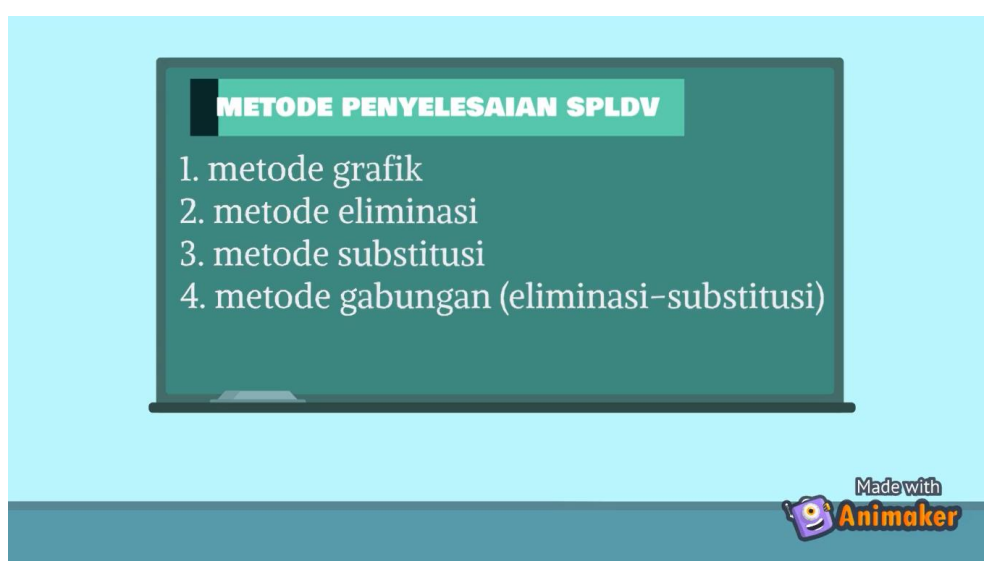 METODE PENYELESAIAN SPLDV
1. metode grafik
2. metode eliminasi
3. metode substitusi
4. metode gabungan (eliminasi-substitusi)
Made with
Animaker